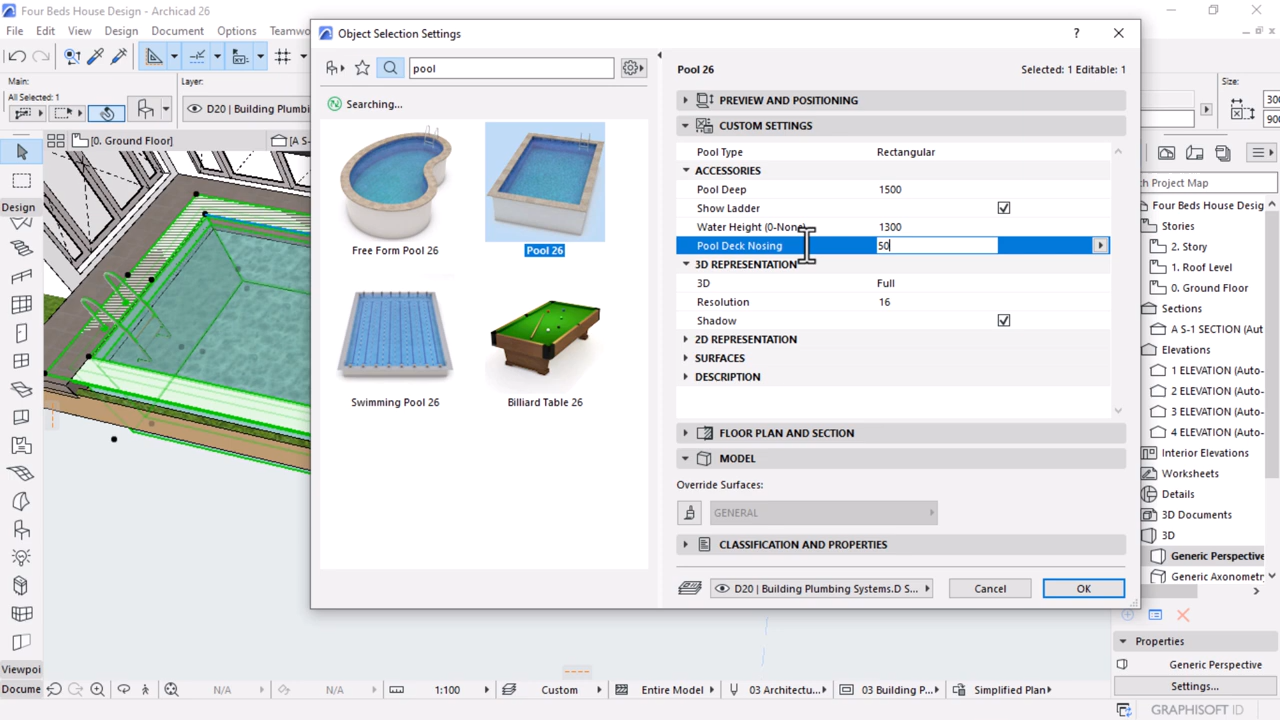 Four Beds House Design - Archicad 26
File Edit View Design Document Options Teamwo
Main:
All Selected: 1
Layer:
D20 | Building Plumbi
[0. Ground Floor]
[A S-
Design
Viewpoi
Docume
Object Selection Settings
?
pool
Searching...
Free Form Pool 26
Pool 26
Swimming Pool 26
Billiard Table 26
Pool 26
Selected: 1 Editable: 1
PREVIEW AND POSITIONING
CUSTOM SETTINGS
Pool Type Rectangular
ACCESSORIES
Pool Deep 1500
Show Ladder
Water Height (0-None) 1300
Pool Deck Nosing 50
3D REPRESENTATION
3D Full
Resolution 16
Shadow
2D REPRESENTATION
SURFACES
DESCRIPTION
FLOOR PLAN AND SECTION
MODEL
Override Surfaces:
GENERAL
CLASSIFICATION AND PROPERTIES
D20 | Building Plumbing Systems.D S...
Cancel
OK
Size:
300
900
ch Project Map
Four Beds House Desig
Stories
2. Story
1. Roof Level
0. Ground Floor
Sections
A S-1 SECTION (Aut
Elevations
1 ELEVATION (Auto-
2 ELEVATION (Auto-
3 ELEVATION (Auto-
4 ELEVATION (Auto-
Interior Elevations
Worksheets
Details
3D Documents
3D
Generic Perspective
Generic Axonometr
Properties
Generic Perspective
Settings...
N/A N/A 1:100 Custom Entire Model 03 Architectu... 03 Building P... Simplified Plan
GRAPHISOFT ID